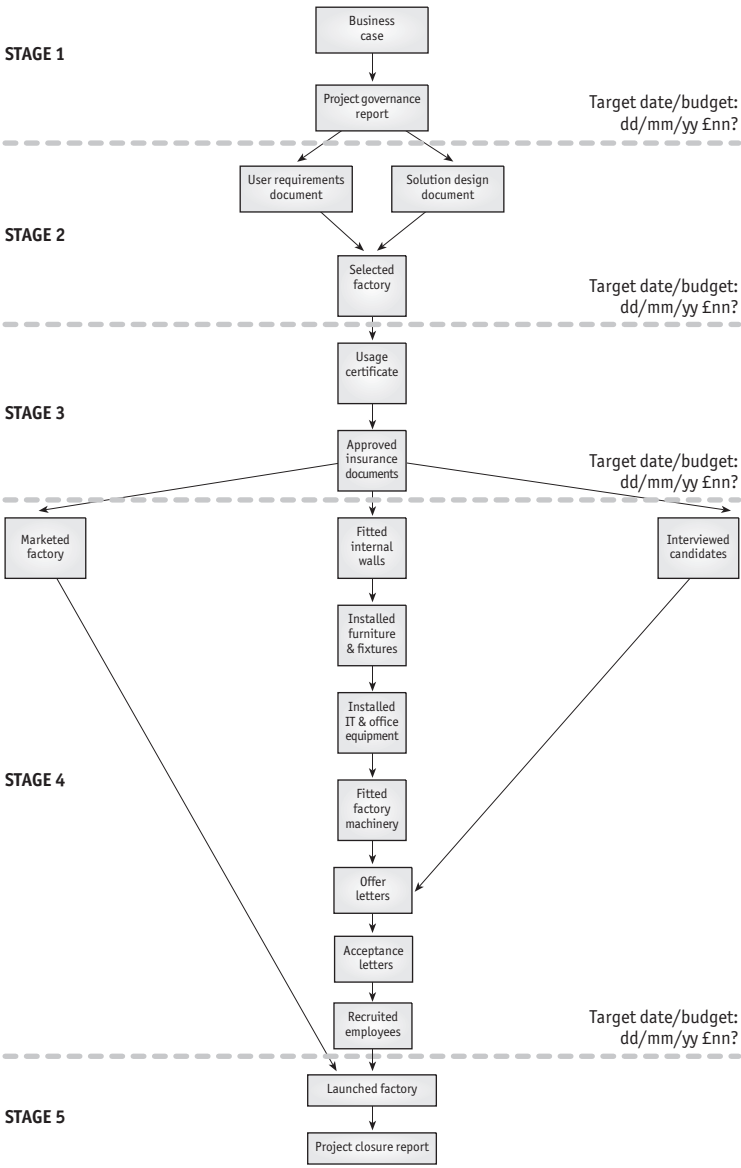 Business
case
STAGE 1
Project governance
report
Target date/budget:
dd/mm/yy £nn?
User requirements
document
Solution design
document
STAGE 2
Selected
factory
Target date/budget:
dd/mm/yy £nn?
Usage
certificate
STAGE 3
Approved
insurance
documents
Target date/budget:
dd/mm/yy £nn?
Marketed
factory
Fitted
internal
walls
Interviewed
candidates
Installed
furniture
& fixtures
Installed
IT & office
equipment
STAGE 4
Fitted
factory
machinery
Offer
letters
Acceptance
letters
Recruited
employees
Target date/budget:
dd/mm/yy £nn?
Launched factory
STAGE 5
Project closure report